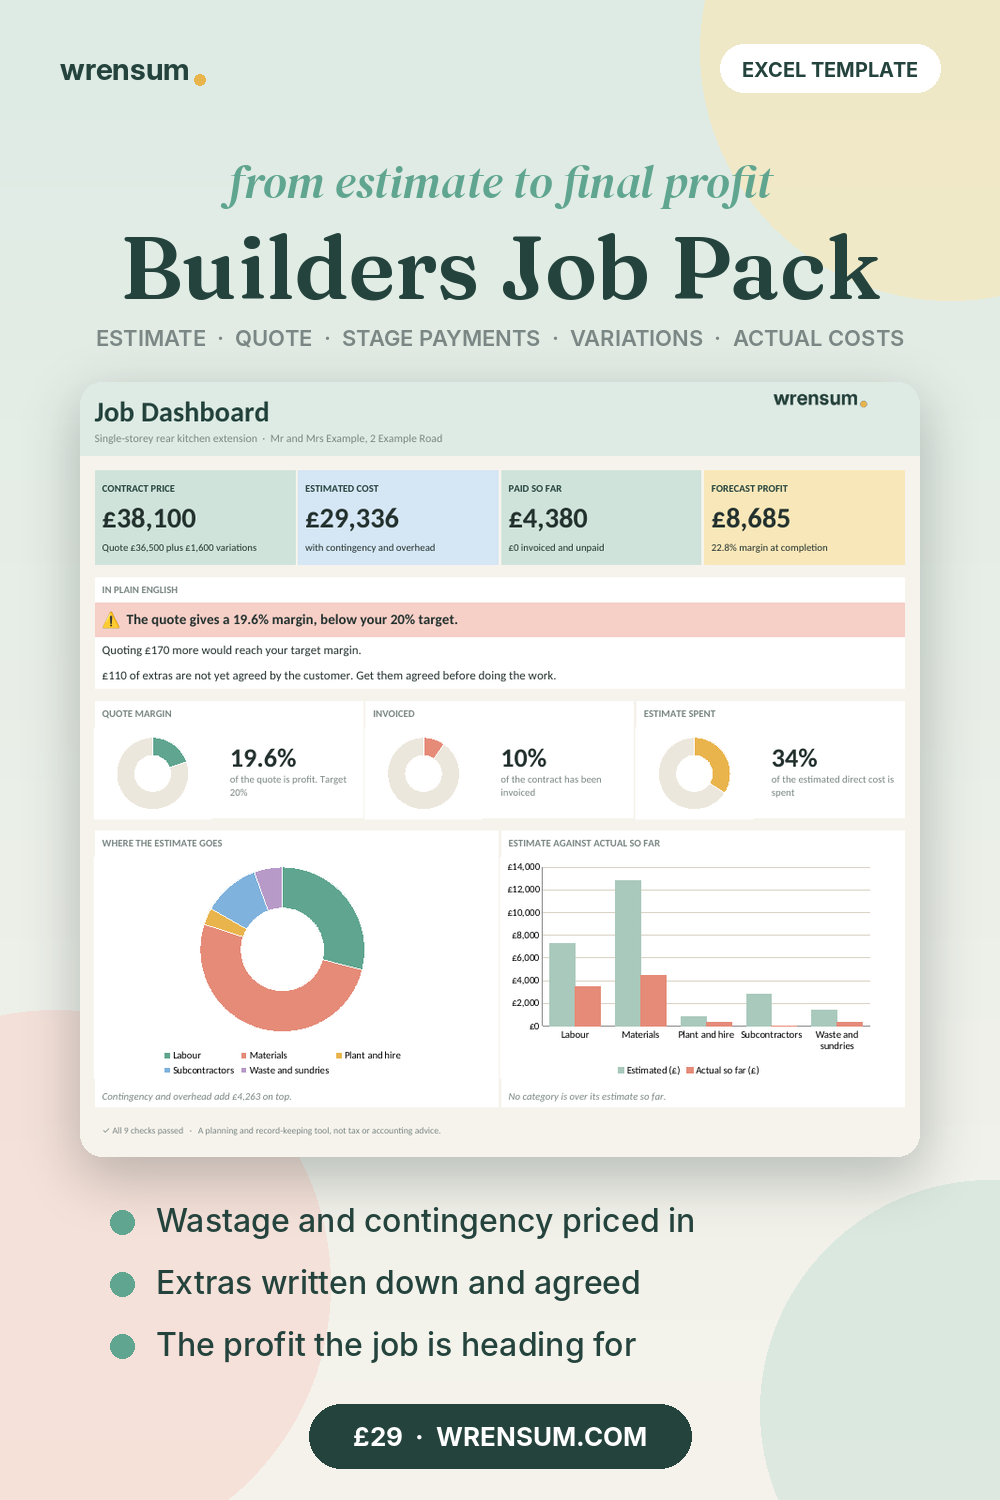 wrensum.
EXCEL TEMPLATE
from estimate to final profit
Builders Job Pack
ESTIMATE · QUOTE · STAGE PAYMENTS · VARIATIONS · ACTUAL COSTS
Job Dashboard
wrensum.
Single-storey rear kitchen extension · Mr and Mrs Example, 2 Example Road
CONTRACT PRICE
£38,100
Quote £36,500 plus £1,600 variations
ESTIMATED COST
£29,336
with contingency and overhead
PAID SO FAR
£4,380
£0 invoiced and unpaid
FORECAST PROFIT
£8,685
22.8% margin at completion
IN PLAIN ENGLISH
⚠ The quote gives a 19.6% margin, below your 20% target.
Quoting £170 more would reach your target margin.
£110 of extras are not yet agreed by the customer. Get them agreed before doing the work.
QUOTE MARGIN
19.6%
of the quote is profit. Target
20%
INVOICED
10%
of the contract has been
invoiced
ESTIMATE SPENT
34%
of the estimated direct cost is
spent
WHERE THE ESTIMATE GOES
Labour Materials Plant and hire
Subcontractors Waste and sundries
Contingency and overhead add £4,263 on top.
ESTIMATE AGAINST ACTUAL SO FAR
£14,000
£12,000
£10,000
£8,000
£6,000
£4,000
£2,000
£0
Labour Materials Plant and hire Subcontractors Waste and
sundries
Estimated (£) Actual so far (£)
No category is over its estimate so far.
✓ All 9 checks passed · A planning and record-keeping tool, not tax or accounting advice.
Wastage and contingency priced in
Extras written down and agreed
The profit the job is heading for
£29 · WRENSUM.COM